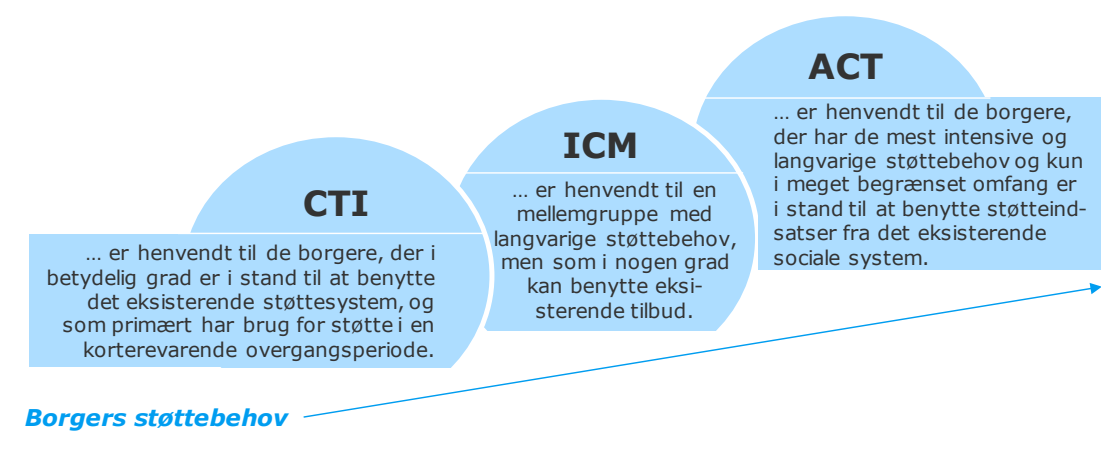 CTI
… er henvendt til de borgere, der i
betydelig grad er i stand til at benytte
det eksisterende støttesystem, og
som primært har brug for støtte i en
korterevarende overgangsperiode.
ICM
… er henvendt til en
mellemgruppe med
langvarige støttebehov,
men som i nogen grad
kan benytte eksi-
sterende tilbud.
ACT
… er henvendt til de borgere,
der har de mest intensive og
langvarige støttebehov og kun
i meget begrænset omfang er
i stand til at benytte støtteind-
satser fra det eksisterende
sociale system.
Borgers støttebehov